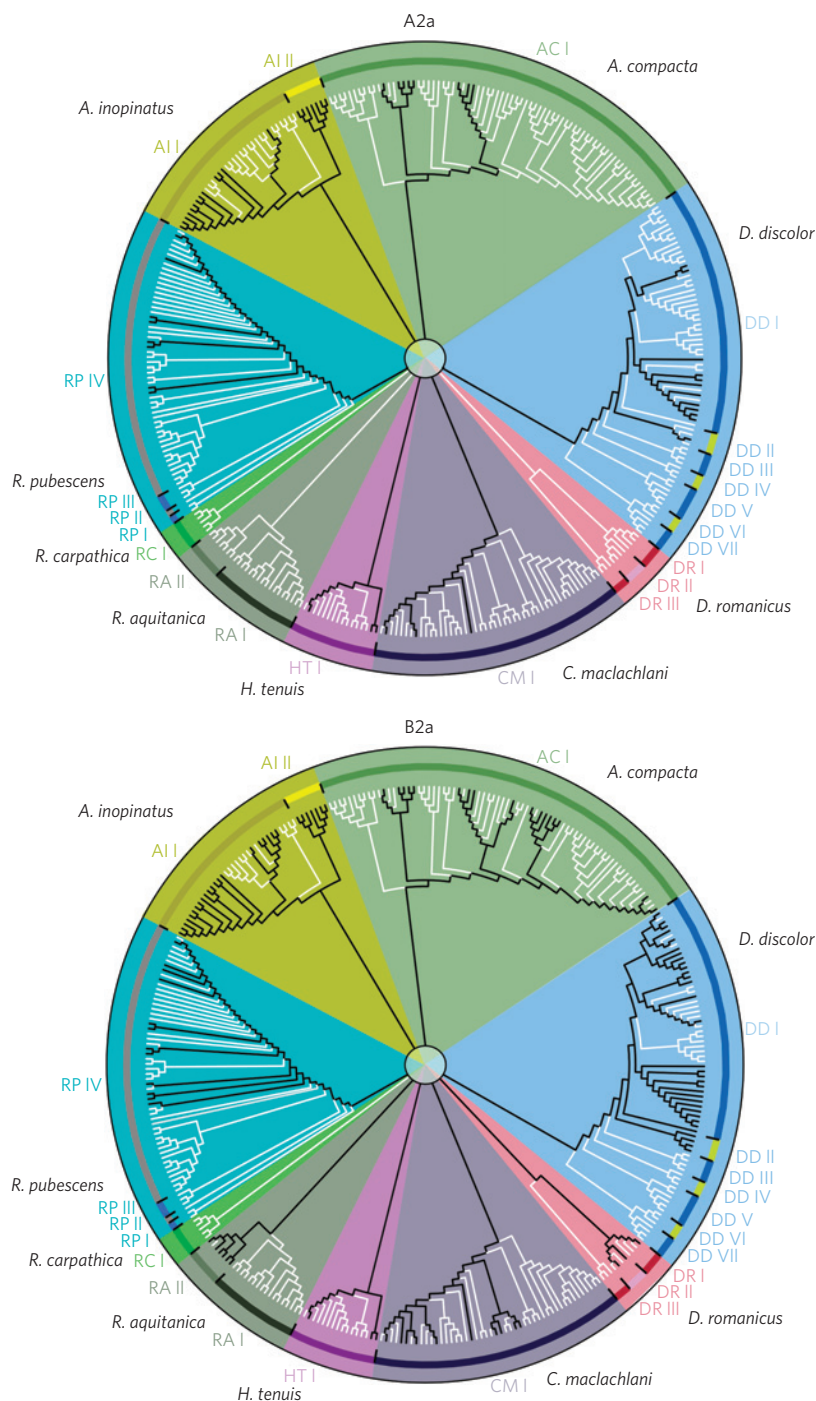 A2a
AC I
A. compacta
AI II
A. inopinatus
AI I
D. discolor
DD I
RP IV
DD II
DD III
DD IV
DD V
DD VI
DD VII
R. pubescens
RP III
RP II
RP I
R. carpathica
RC I
RA II
R. aquitanica
RA I
DR I
DR II
DR III
D. romanicus
HT I
H. tenuis
CM I
C. maclachlani
B2a
AC I
A. compacta
AI II
A. inopinatus
AI I
D. discolor
DD I
RP IV
DD II
DD III
DD IV
DD V
DD VI
DD VII
R. pubescens
RP III
RP II
RP I
R. carpathica
RC I
RA II
R. aquitanica
RA I
DR I
DR II
DR III
D. romanicus
HT I
H. tenuis
CM I
C. maclachlani